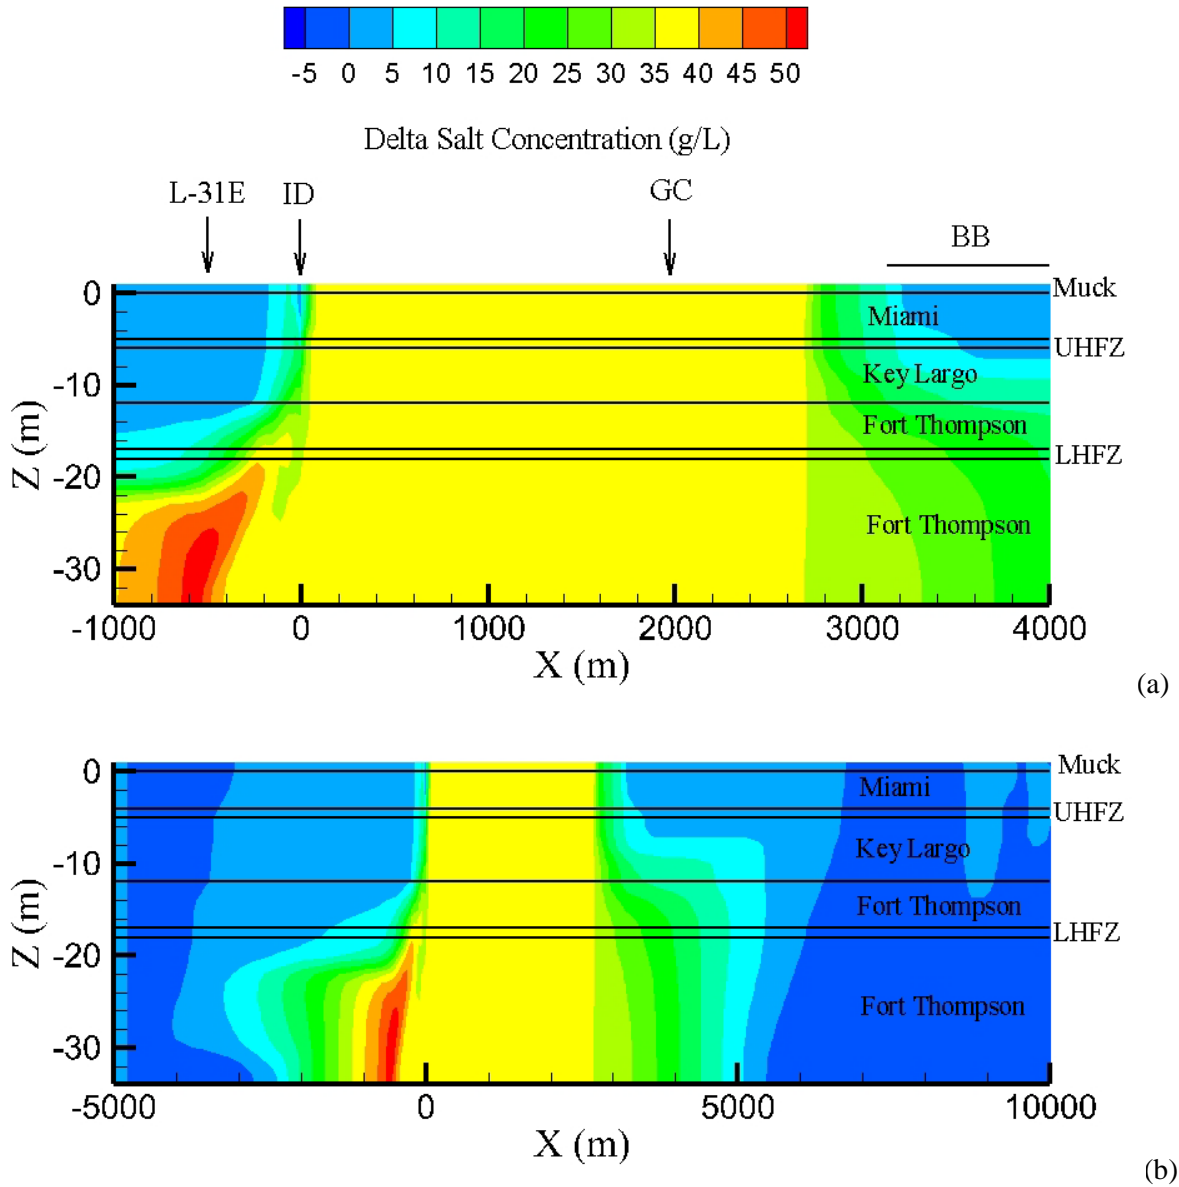 -5 0 5 10 15 20 25 30 35 40 45 50
Delta Salt Concentration (g/L)
L-31E ID GC
BB
0 Muck
Miami
UHFZ
Key Largo
-10
Fort Thompson
LHFZ
-20
Fort Thompson
-30
Z (m)
-1000 0 1000 2000 3000 4000
X (m)
(a)
0 Muck
Miami
UHFZ
Key Largo
-10
Fort Thompson
LHFZ
-20
Fort Thompson
-30
Z (m)
-5000 0 5000 10000
X (m)
(b)